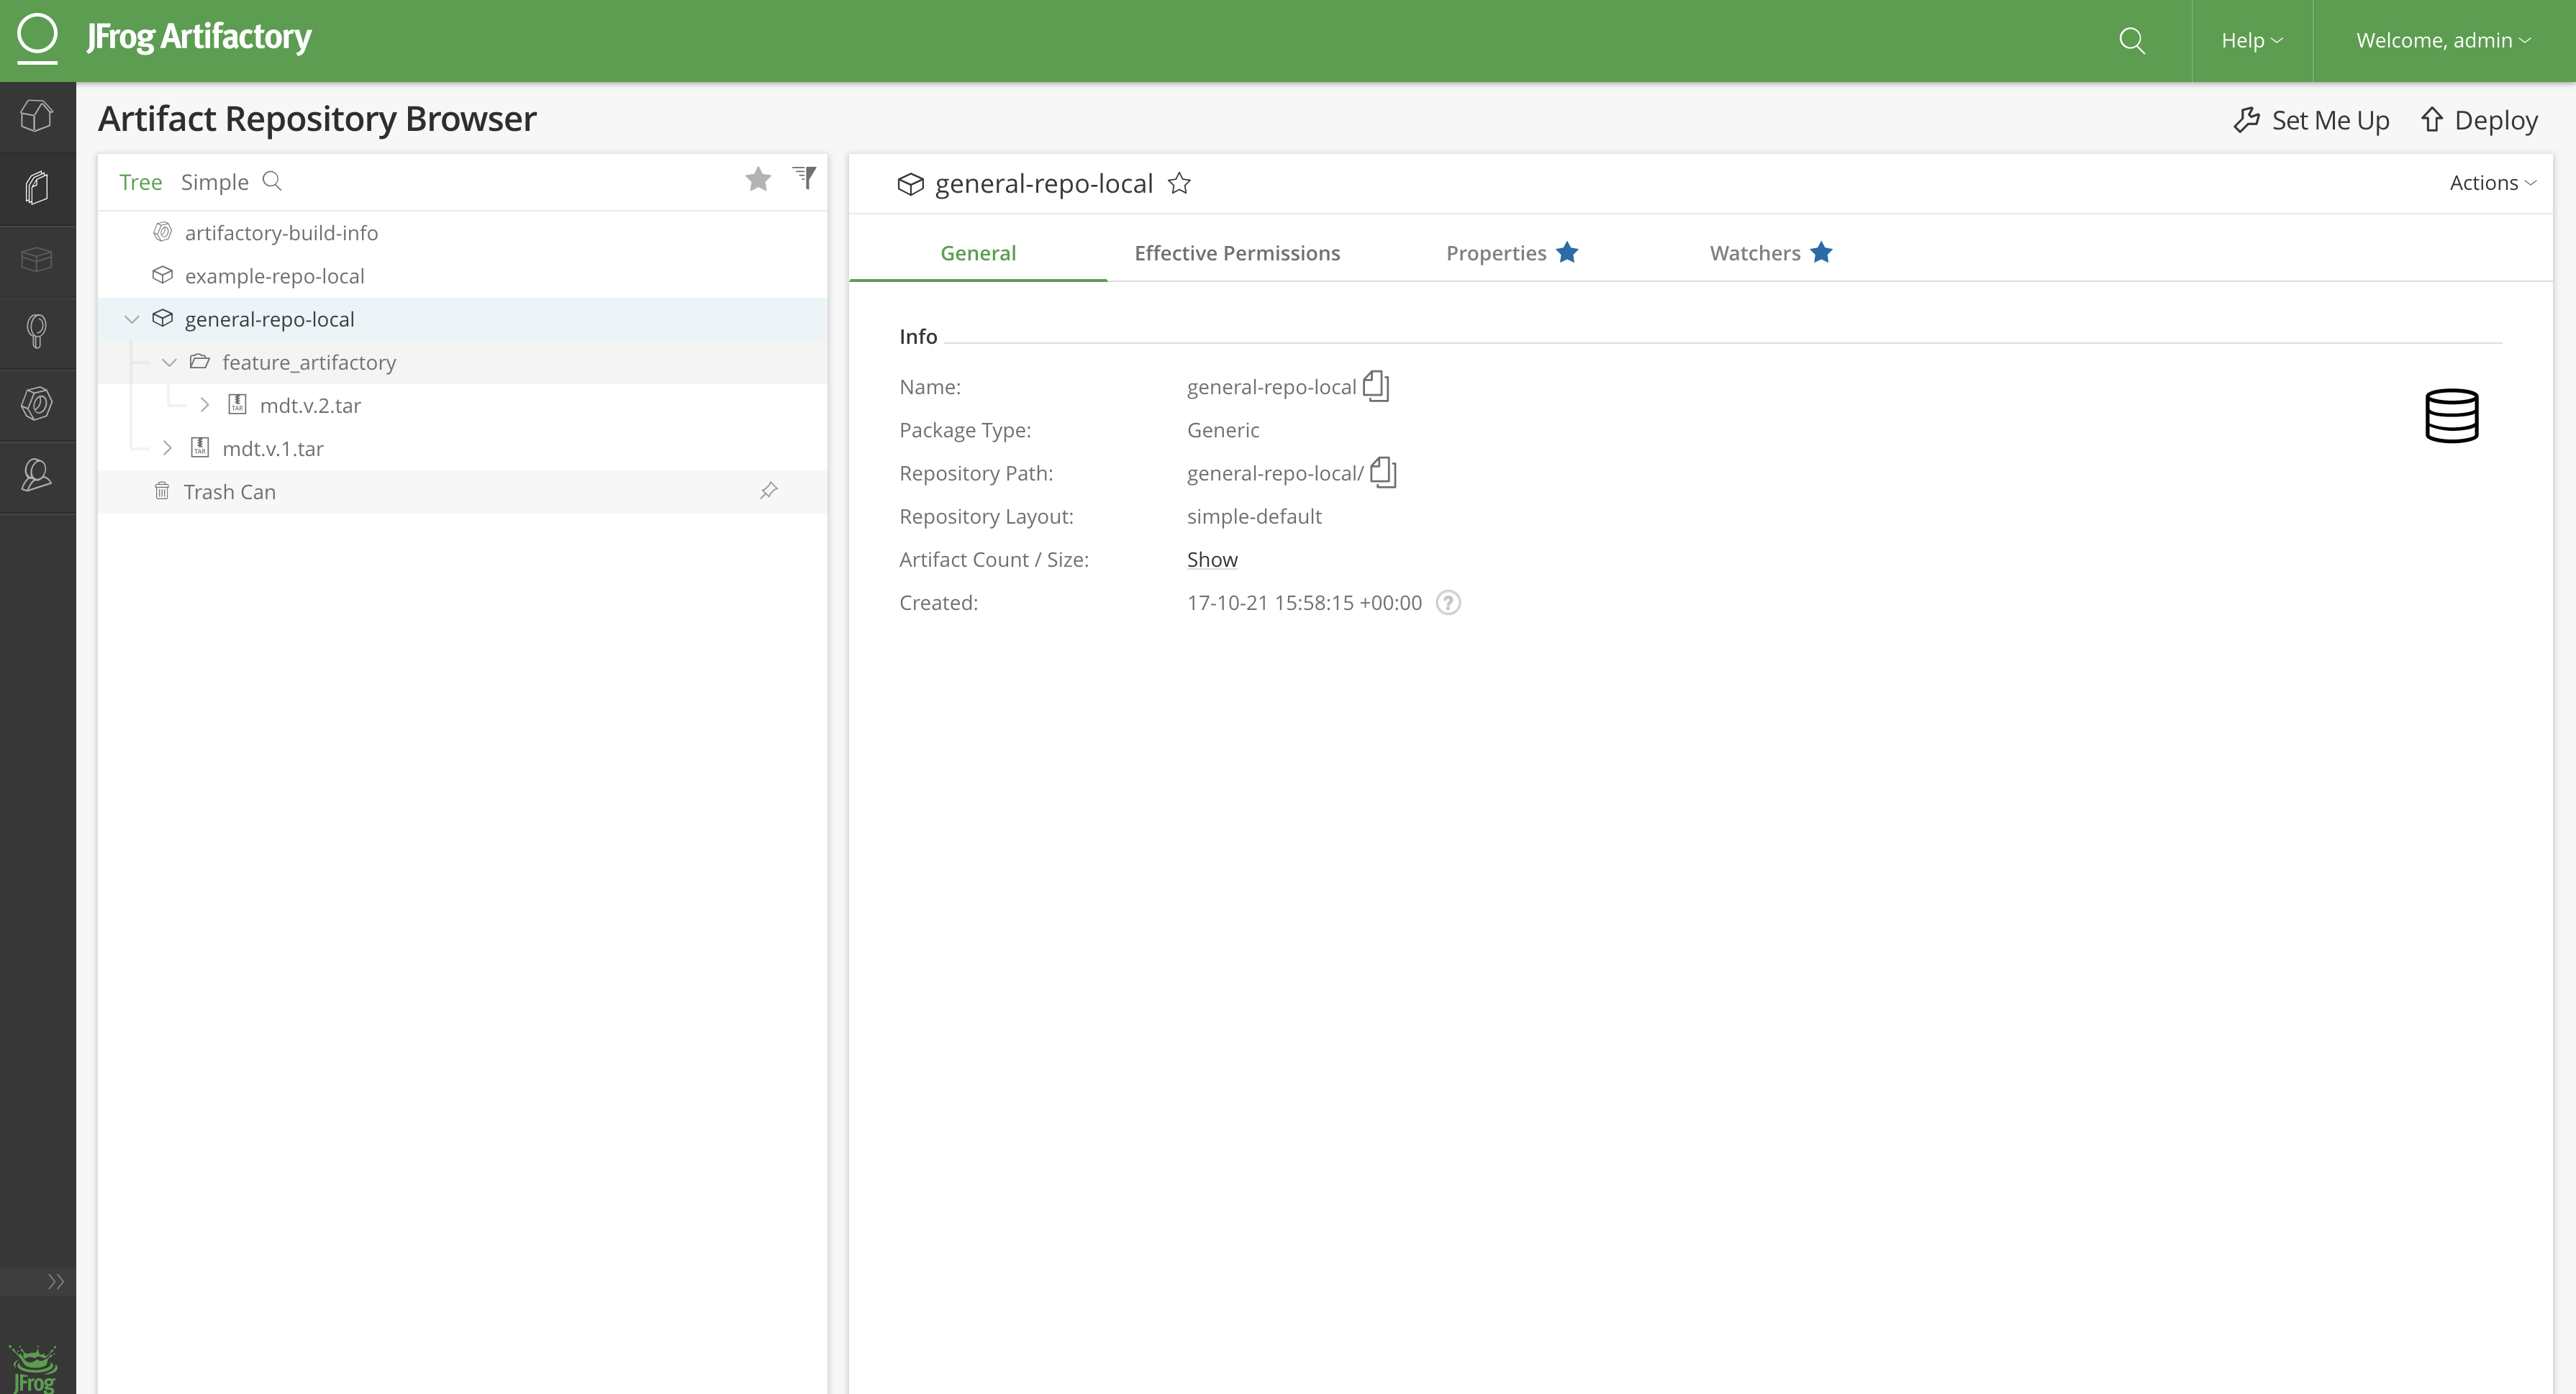 JFrog Artifactory
Help
Welcome, admin
Artifact Repository Browser
Set Me Up
Deploy
Tree Simple
artifactory-build-info
example-repo-local
general-repo-local
feature_artifactory
TAR mdt.v.2.tar
TAR mdt.v.1.tar
Trash Can
general-repo-local
Actions
General Effective Permissions Properties Watchers
Info
Name: general-repo-local
Package Type: Generic
Repository Path: general-repo-local/
Repository Layout: simple-default
Artifact Count / Size: Show
Created: 17-10-21 15:58:15 +00:00 ?
JFrog